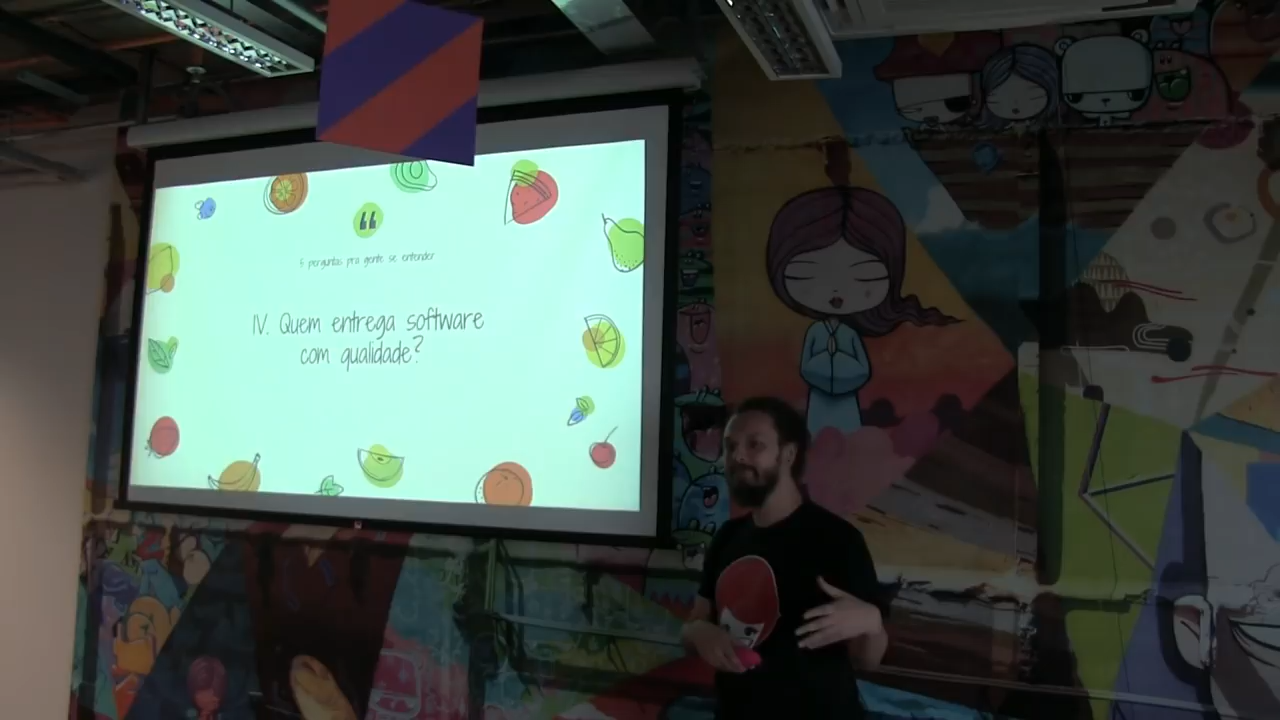 “
5 perguntas pra gente se entender
IV. Quem entrega software
com qualidade?